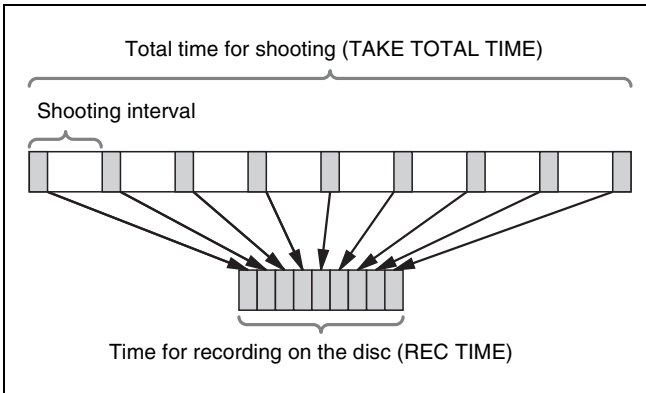 Total time for shooting (TAKE TOTAL TIME)
Shooting interval
Time for recording on the disc (REC TIME)